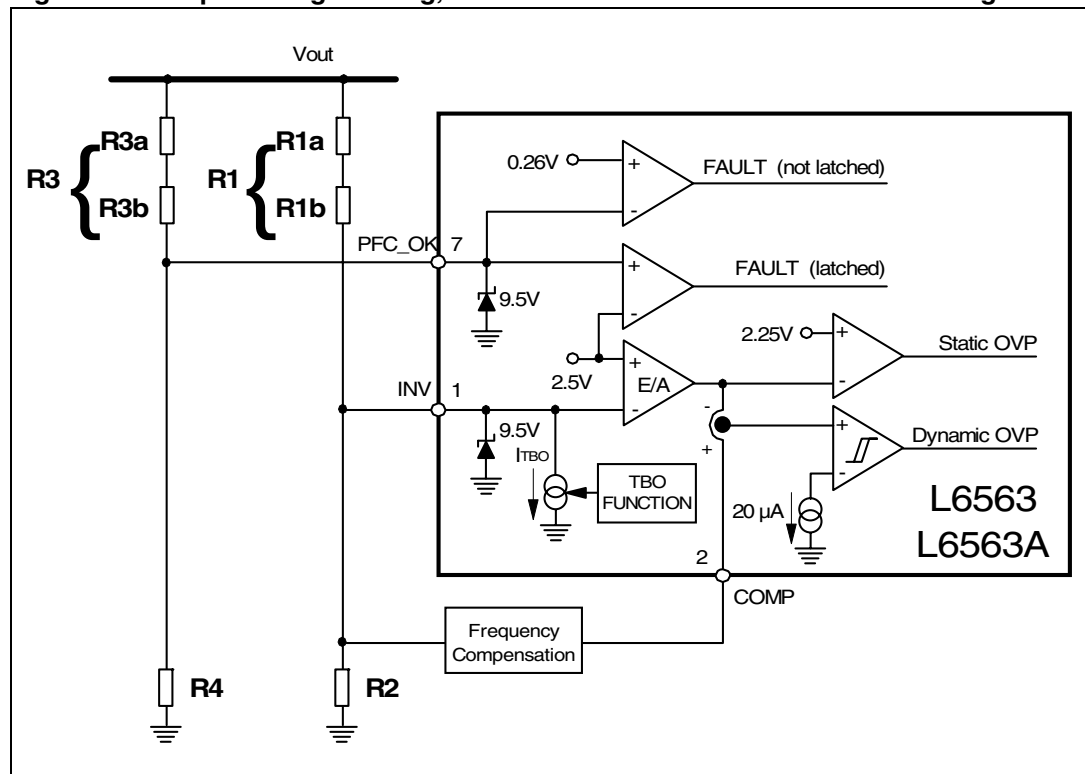 Vout
R3a
R1a
R3
R1
R3b
R1b
0.26V
+
-
FAULT (not latched)
PFC_OK
7
9.5V
+
-
FAULT (latched)
2.5V
+
-
E/A
2.25V
+
-
Static OVP
INV
1
9.5V
ITBO
TBO
FUNCTION
-
+
+
-
Dynamic OVP
20 µA
L6563
L6563A
2
COMP
Frequency
Compensation
R4
R2